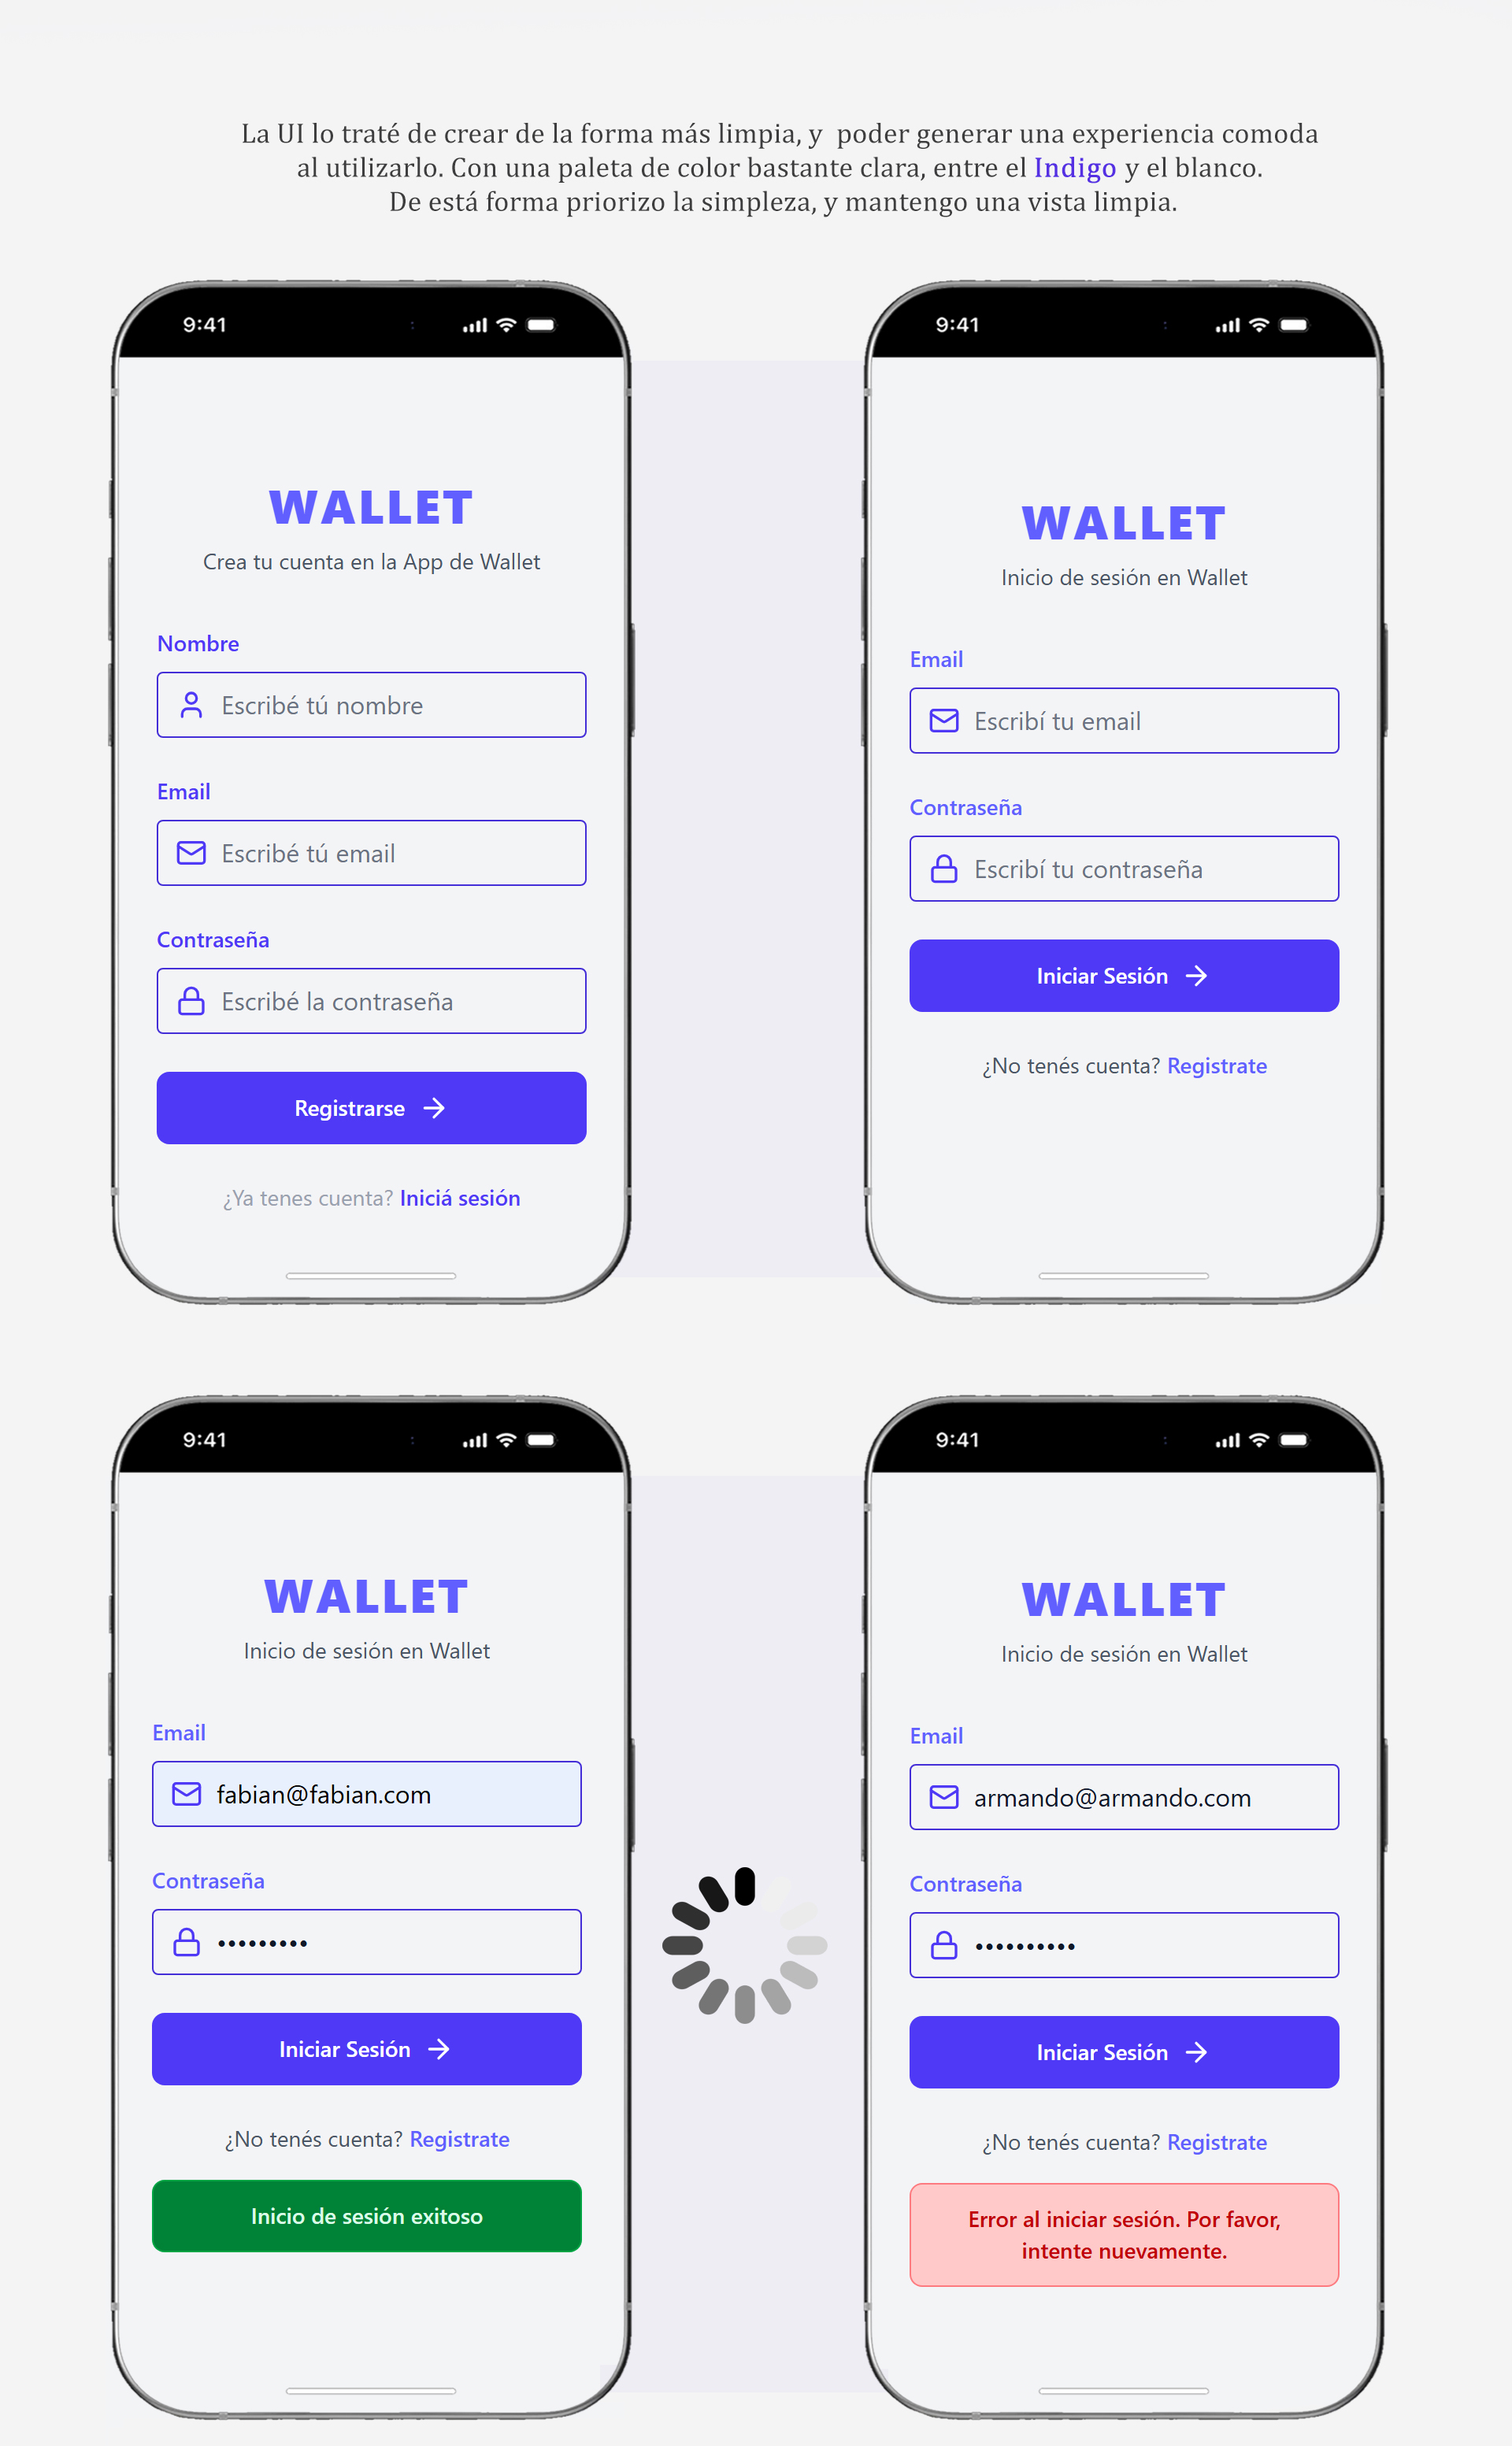 La UI lo traté de crear de la forma más limpia, y  poder generar una experiencia comoda
al utilizarlo. Con una paleta de color bastante clara, entre el Indigo y el blanco.
De está forma priorizo la simpleza, y mantengo una vista limpia.
9:41
WALLET
Crea tu cuenta en la App de Wallet
Nombre
Escribé tú nombre
Email
Escribé tú email
Contraseña
Escribé la contraseña
Registrarse
¿Ya tenes cuenta? Iniciá sesión
9:41
WALLET
Inicio de sesión en Wallet
Email
Escribí tu email
Contraseña
Escribí tu contraseña
Iniciar Sesión
¿No tenés cuenta? Registrate
9:41
WALLET
Inicio de sesión en Wallet
Email
fabian@fabian.com
Contraseña
•••••••••
Iniciar Sesión
¿No tenés cuenta? Registrate
Inicio de sesión exitoso
9:41
WALLET
Inicio de sesión en Wallet
Email
armando@armando.com
Contraseña
••••••••••
Iniciar Sesión
¿No tenés cuenta? Registrate
Error al iniciar sesión. Por favor,
intente nuevamente.